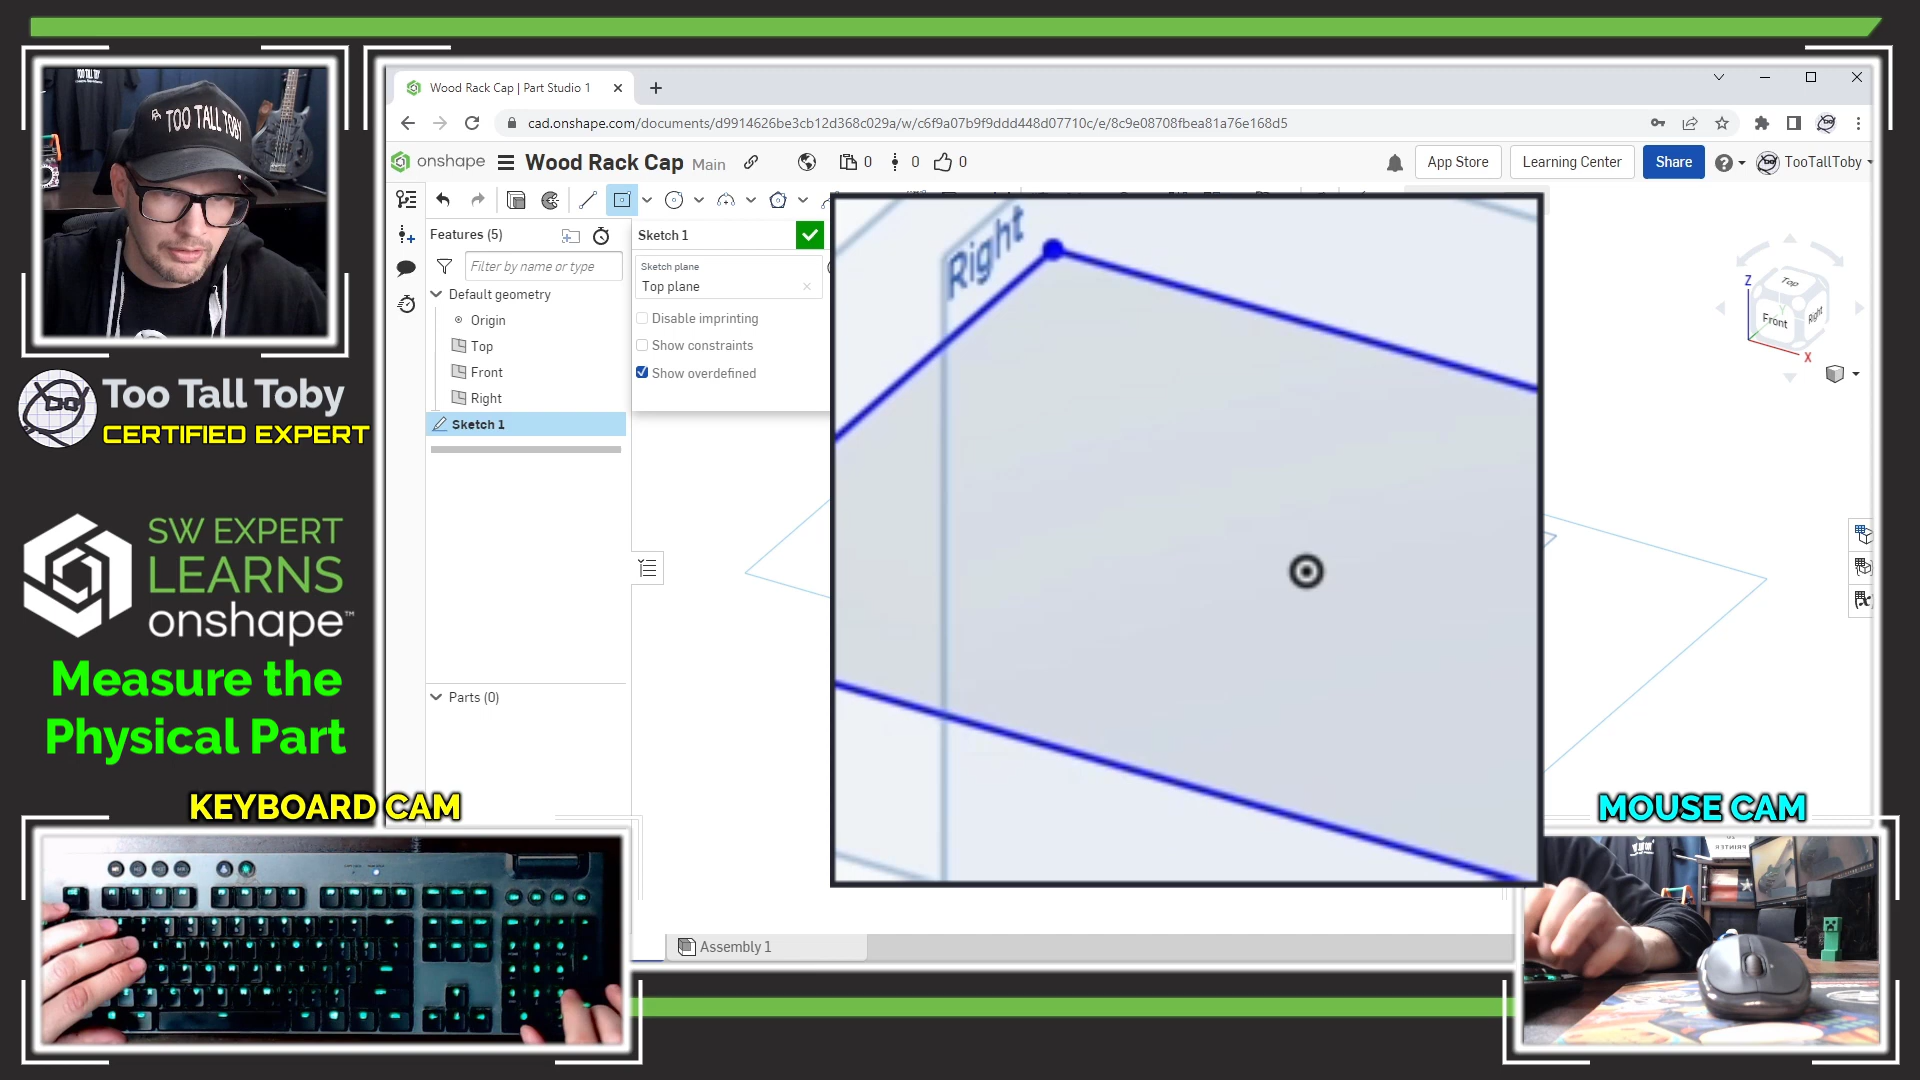 TOO TALL TOBY
TOO TALL TOBY
Too Tall Toby
CERTIFIED EXPERT
SW EXPERT
LEARNS
onshape™
Measure the
Physical Part
KEYBOARD CAM
MOUSE CAM
Wood Rack Cap | Part Studio 1
cad.onshape.com/documents/d9914626be3cb12d368c029a/w/c6f9a07b9f9ddd448d07710c/e/8c9e08708fbea81a76e168d5
onshape
Wood Rack Cap Main
0
0
0
App Store
Learning Center
Share
TooTallToby
Features (5)
Filter by name or type
Default geometry
Origin
Top
Front
Right
Sketch 1
Parts (0)
Sketch 1
Sketch plane
Top plane
Disable imprinting
Show constraints
Show overdefined
Right
Z
Top
Y
Front
Right
X
Assembly 1